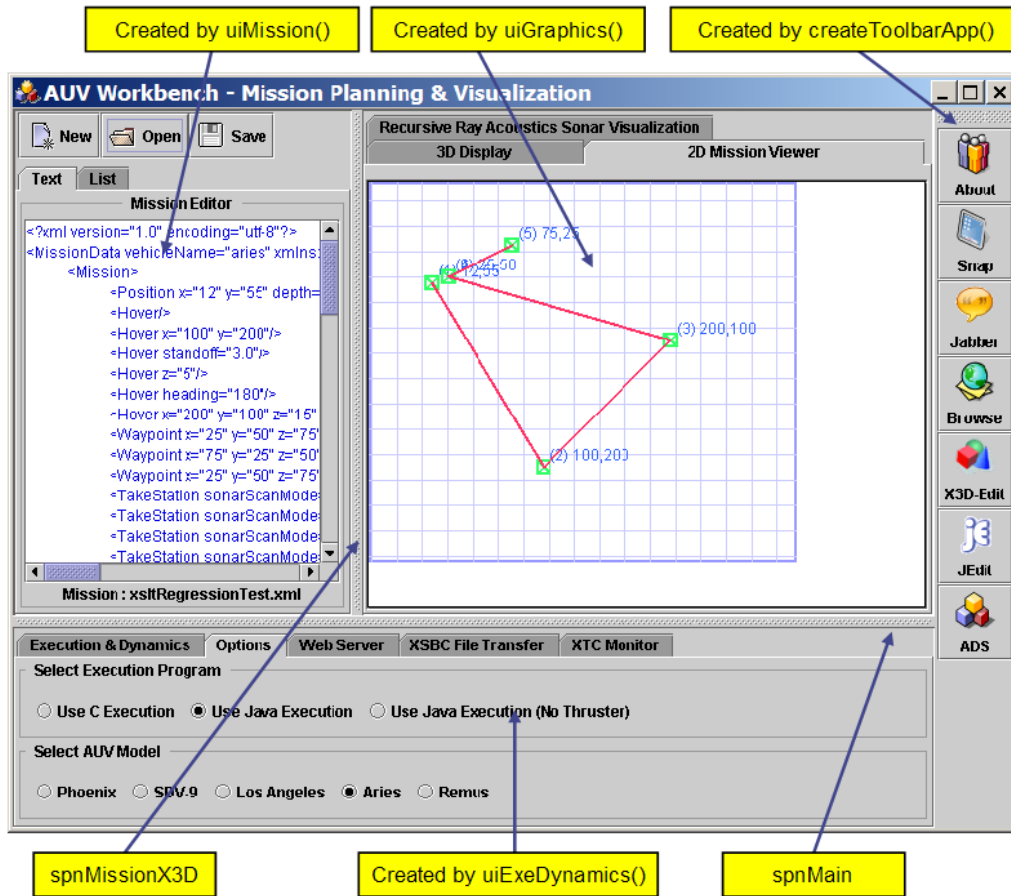 Created by uiMission()
Created by uiGraphics()
Created by createToolbarApp()
AUV Workbench - Mission Planning & Visualization
New
Open
Save
Text
List
Mission Editor
<?xml version="1.0" encoding="utf-8"?>
<MissionData vehicleName="aries" xmlns:
<Mission>
<Position x="12" y="55" depth=
<Hover/>
<Hover x="100" y="200"/>
<Hover standoff="3.0"/>
<Hover z="5"/>
<Hover heading="180"/>
<Hover x="200" y="100" z="15"
<Waypoint x="25" y="50" z="75"
<Waypoint x="75" y="25" z="50"
<Waypoint x="25" y="50" z="75"
<TakeStation sonarScanMode=
<TakeStation sonarScanMode=
<TakeStation sonarScanMode=
<TakeStation sonarScanMode=
Mission : xsltRegressionTest.xml
Recursive Ray Acoustics Sonar Visualization
3D Display
2D Mission Viewer
(5) 75,25
(3) 200,100
(2) 100,200
About
Snap
Jabber
Browse
X3D-Edit
JEdit
ADS
Execution & Dynamics
Options
Web Server
XSBC File Transfer
XTC Monitor
Select Execution Program
Use C Execution
Use Java Execution
Use Java Execution (No Thruster)
Select AUV Model
Phoenix
SDV-9
Los Angeles
Aries
Remus
spnMissionX3D
Created by uiExeDynamics()
spnMain